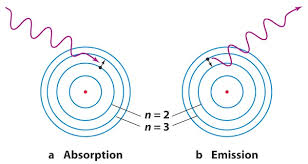 n = 2
n = 3
a Absorption
b Emission